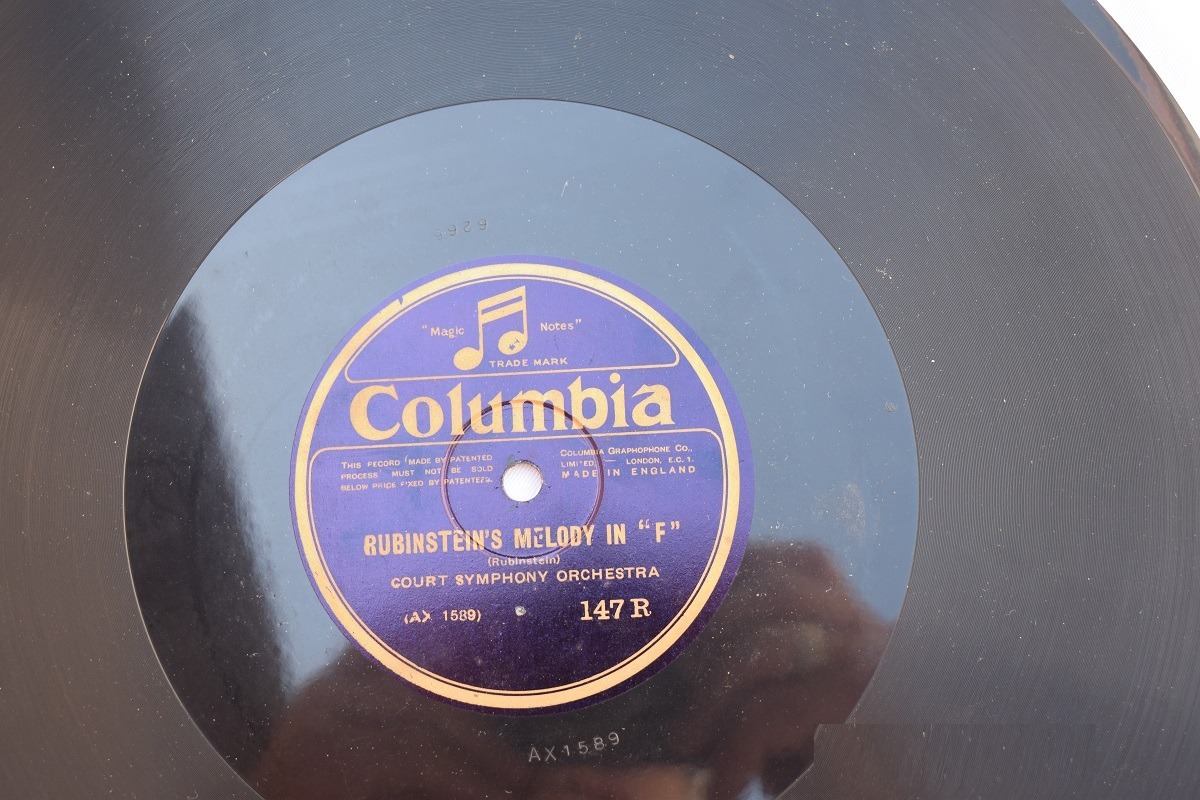 "Magic Notes"
TRADE MARK
Columbia
THIS RECORD (MADE BY PATENTED
PROCESS) MUST NOT BE SOLD
BELOW PRICE FIXED BY PATENTEES.
COLUMBIA GRAPHOPHONE CO.,
LIMITED — LONDON, E.C. 1.
MADE IN ENGLAND
RUBINSTEIN'S MELODY IN "F"
(Rubinstein)
COURT SYMPHONY ORCHESTRA
(AX 1589) 147 R
AX1589